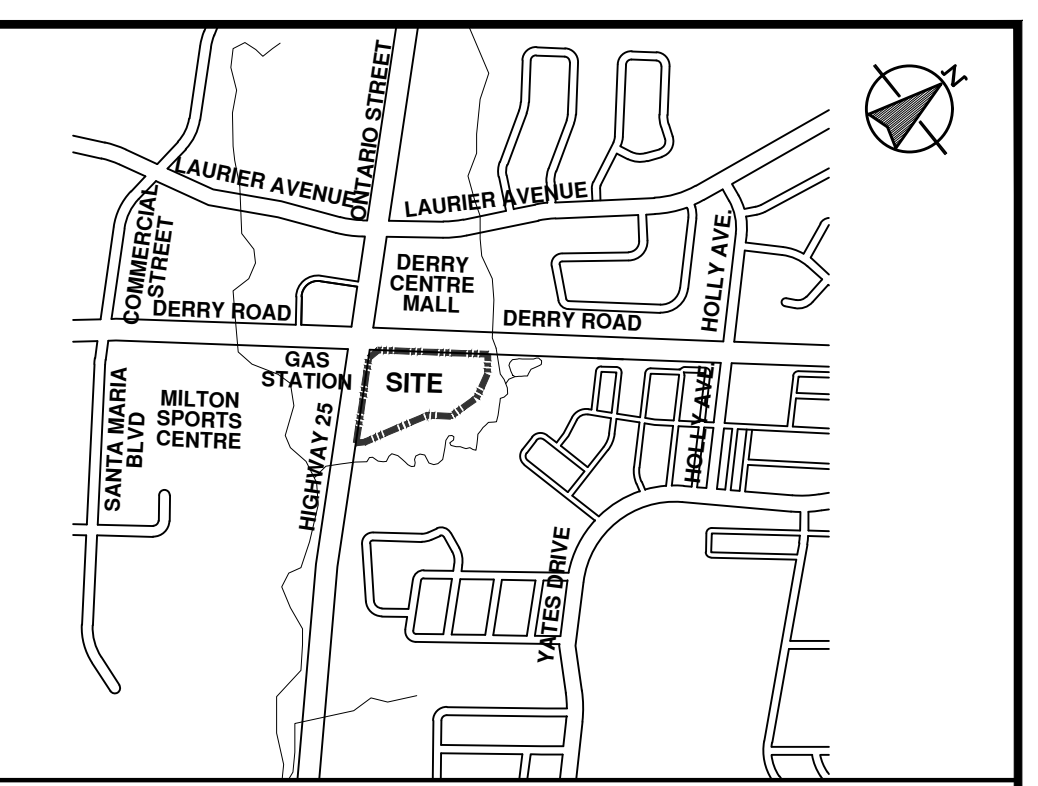 N
ONTARIO STREET
LAURIER AVENUE
LAURIER AVENUE
COMMERCIAL
STREET
DERRY
CENTRE
MALL
HOLLY AVE.
DERRY ROAD
DERRY ROAD
GAS
STATION
SITE
SANTA MARIA
BLVD
MILTON
SPORTS
CENTRE
HIGHWAY 25
HOLLY AVE.
YATES DRIVE